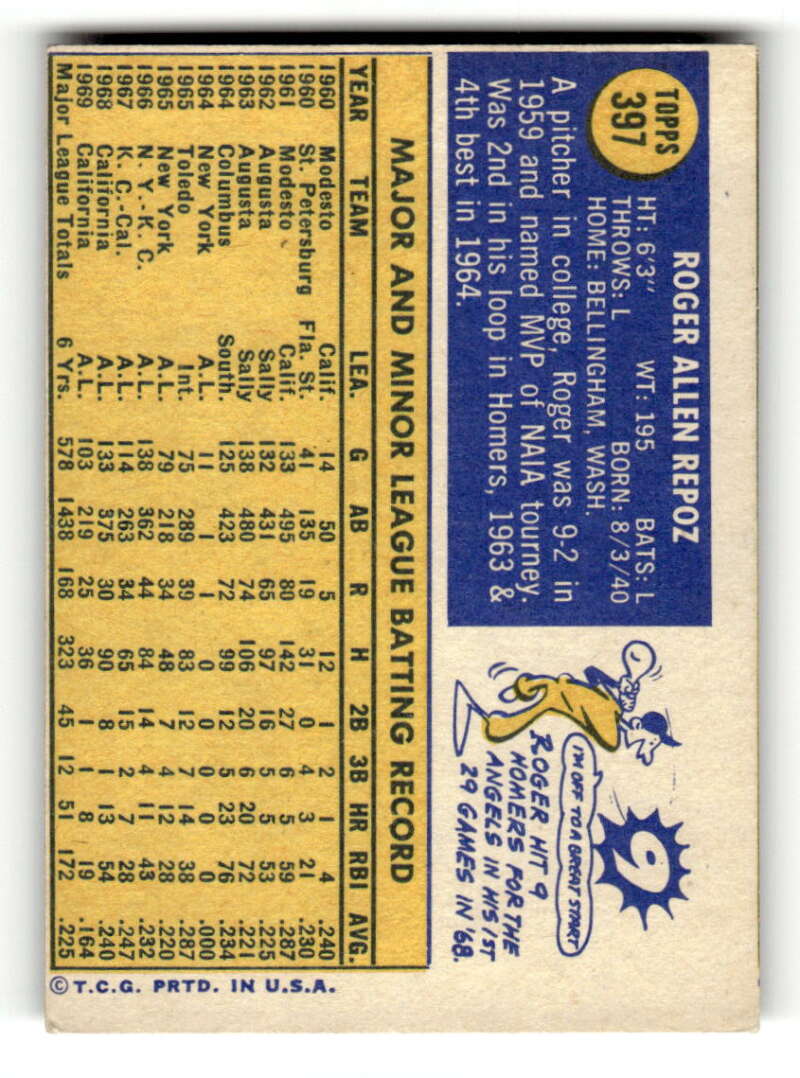 TOPPS
397
ROGER ALLEN REPOZ
HT: 6'3" WT: 195 BATS: L
THROWS: L BORN: 8/3/40
HOME: BELLINGHAM, WASH.
A pitcher in college, Roger was 9-2 in
1959 and named MVP of NAIA tourney.
Was 2nd in his loop in Homers, 1963 &
4th best in 1964.
9
I'M OFF TO A GREAT START
ROGER HIT 9
HOMERS FOR THE
ANGELS IN HIS 1ST
29 GAMES IN '68.
MAJOR AND MINOR LEAGUE BATTING RECORD
YEAR TEAM LEA. G AB R H 2B 3B HR RBI AVG.
1960 Modesto Calif. 14 50 5 12 1 2 1 4 .240
1960 St. Petersburg Fla. St. 41 135 19 31 0 4 3 21 .230
1961 Modesto Calif. 133 495 80 142 27 6 5 59 .287
1962 Augusta Sally 132 431 65 97 16 5 5 53 .225
1963 Augusta Sally 138 480 74 106 20 6 20 72 .221
1964 Columbus South. 125 423 72 99 12 5 23 76 .234
1964 New York A.L. 11 1 1 0 0 0 0 0 .000
1965 Toledo Int. 75 289 39 83 12 7 14 38 .287
1965 New York A.L. 79 218 34 48 7 4 12 28 .220
1966 N. Y.-K. C. A.L. 138 362 44 84 14 4 11 43 .232
1967 K. C.-Cal. A.L. 114 263 34 65 15 2 7 28 .247
1968 California A.L. 133 375 30 90 8 1 13 54 .240
1969 California A.L. 103 219 25 36 1 1 8 19 .164
Major League Totals 6 Yrs. 578 1438 168 323 45 12 51 172 .225
© T.C.G. PRTD. IN U.S.A.